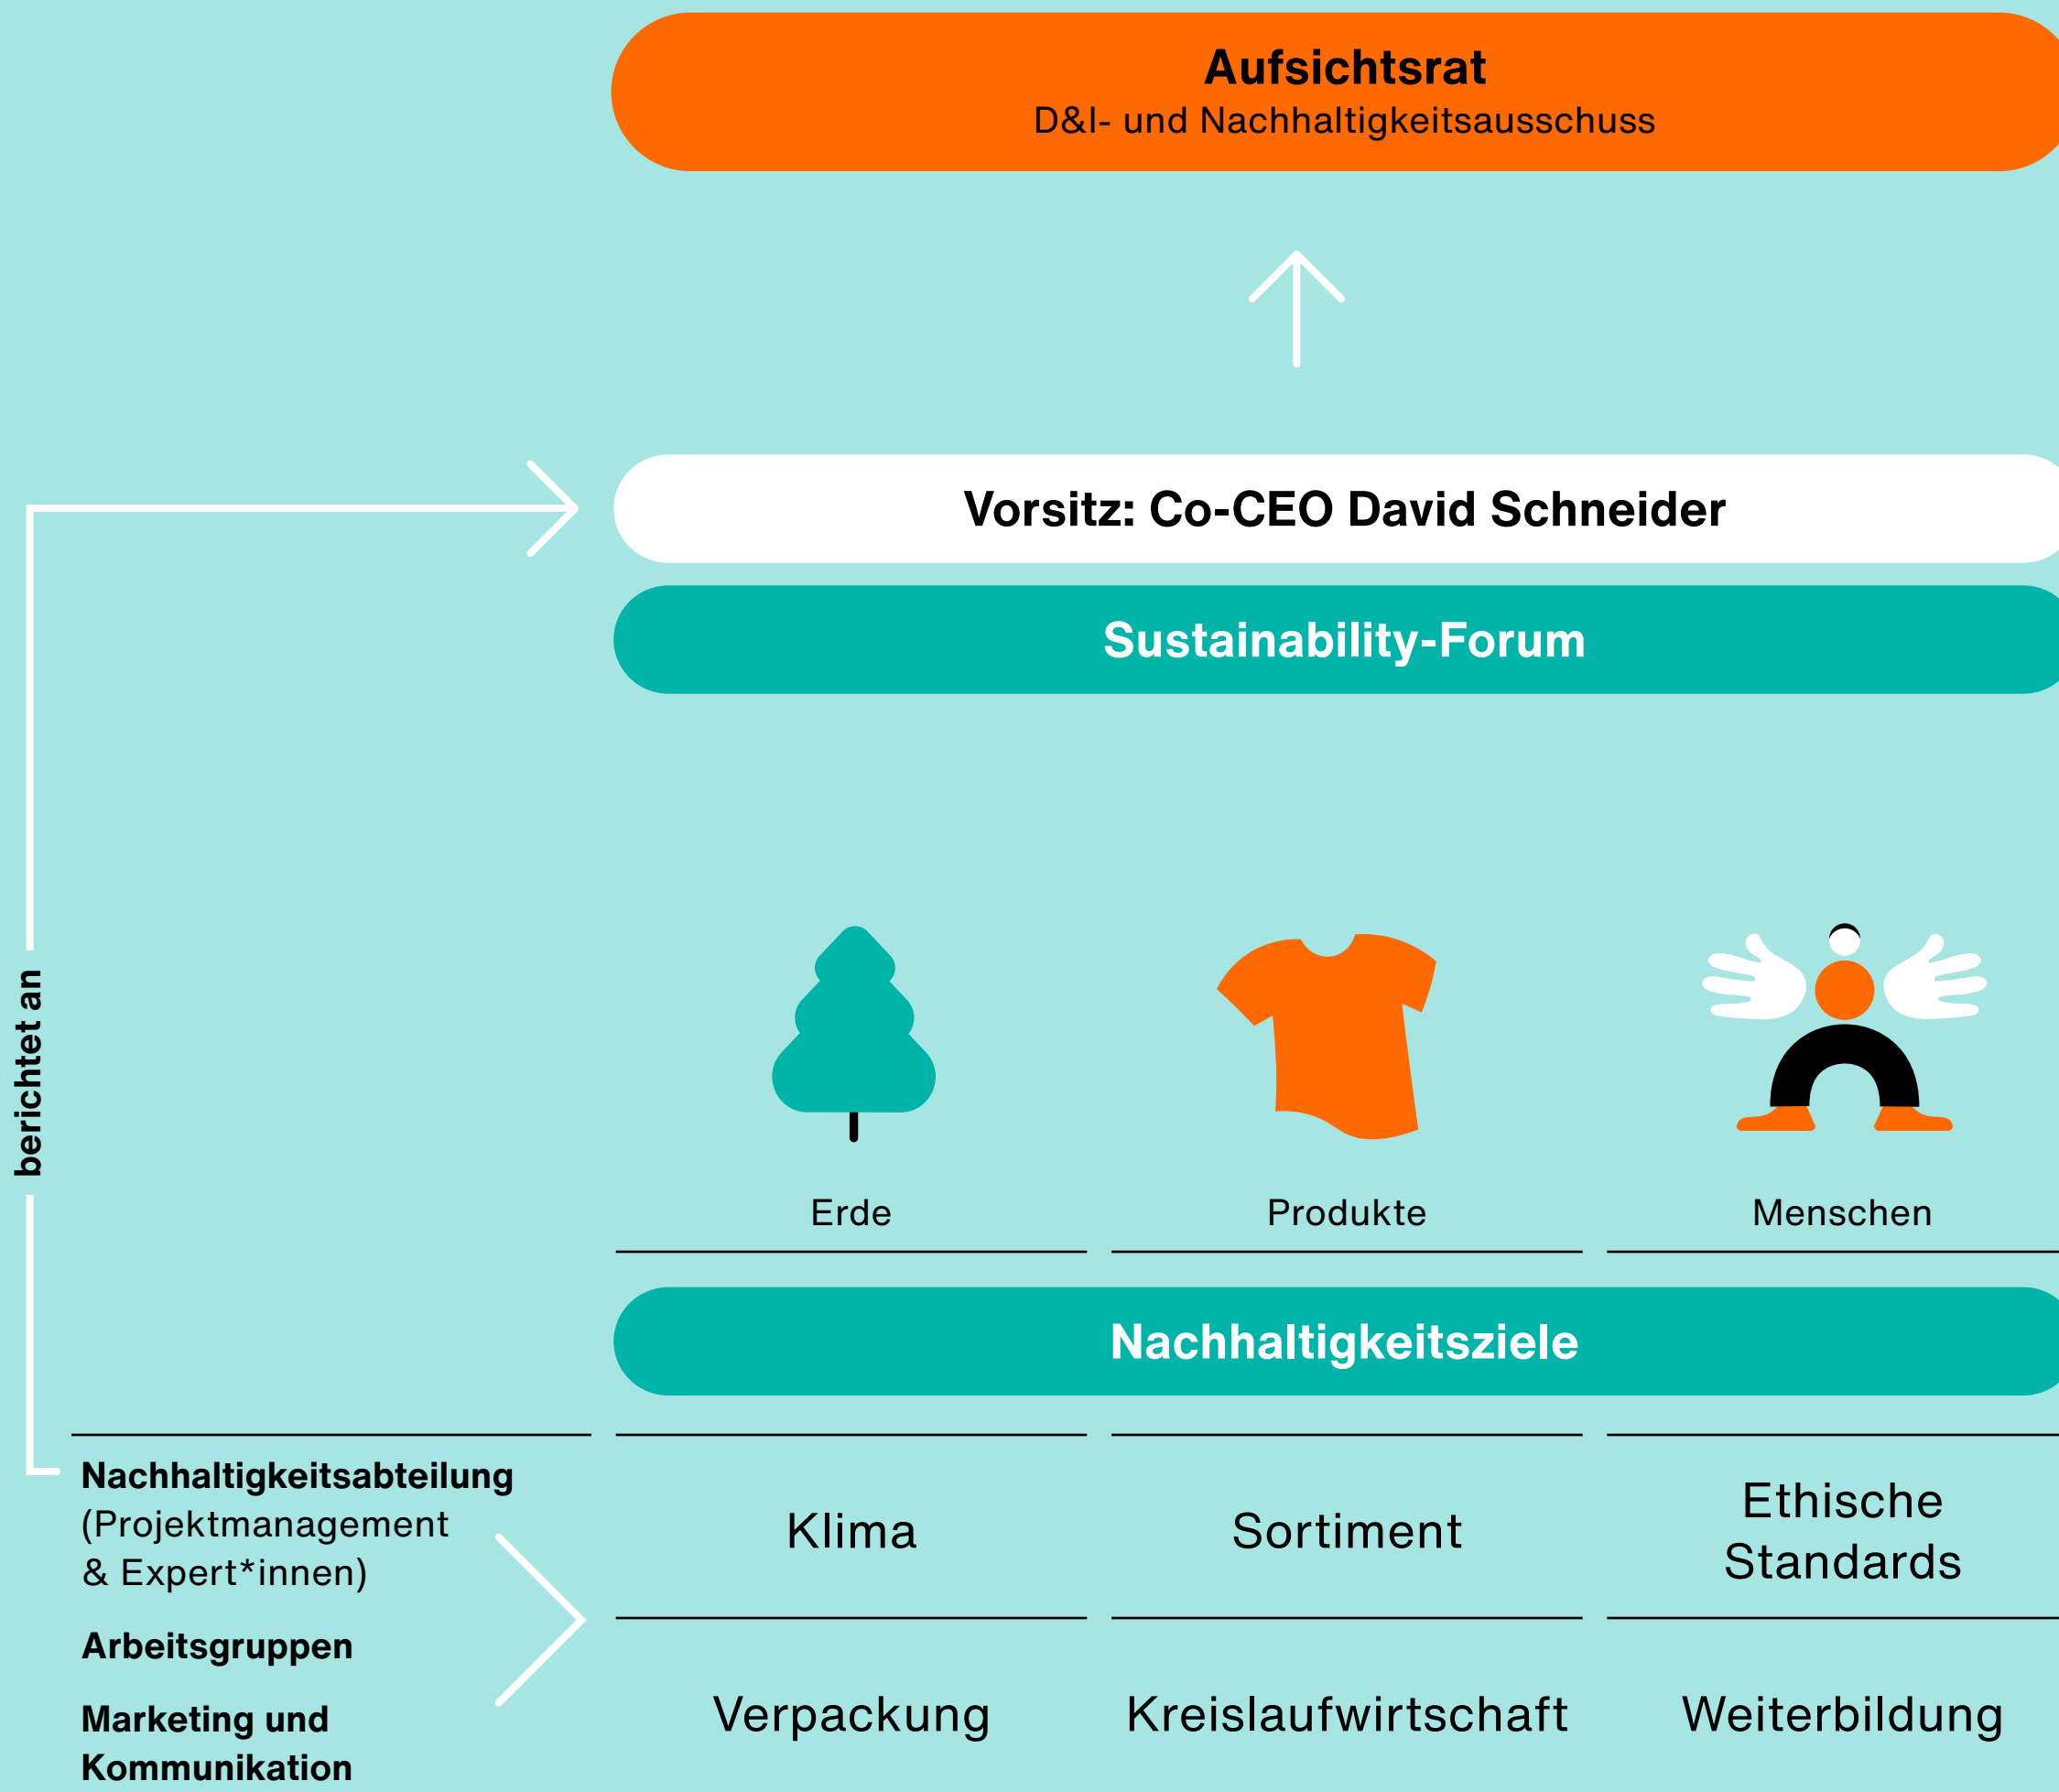 Aufsichtsrat
D&I- und Nachhaltigkeitsausschuss
Vorsitz: Co-CEO David Schneider
Sustainability-Forum
berichtet an
Erde
Produkte
Menschen
Nachhaltigkeitsziele
Nachhaltigkeitsabteilung
(Projektmanagement
& Expert*innen)
Arbeitsgruppen
Marketing und
Kommunikation
Klima
Sortiment
Ethische
Standards
Verpackung
Kreislaufwirtschaft
Weiterbildung